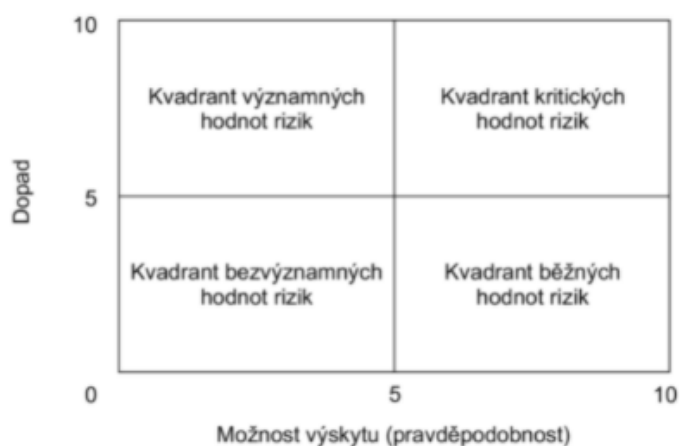 10
Kvadrant významných
hodnot rizik
Kvadrant kritických
hodnot rizik
Dopad
5
Kvadrant bezvýznamných
hodnot rizik
Kvadrant běžných
hodnot rizik
0
5
10
Možnost výskytu (pravděpodobnost)